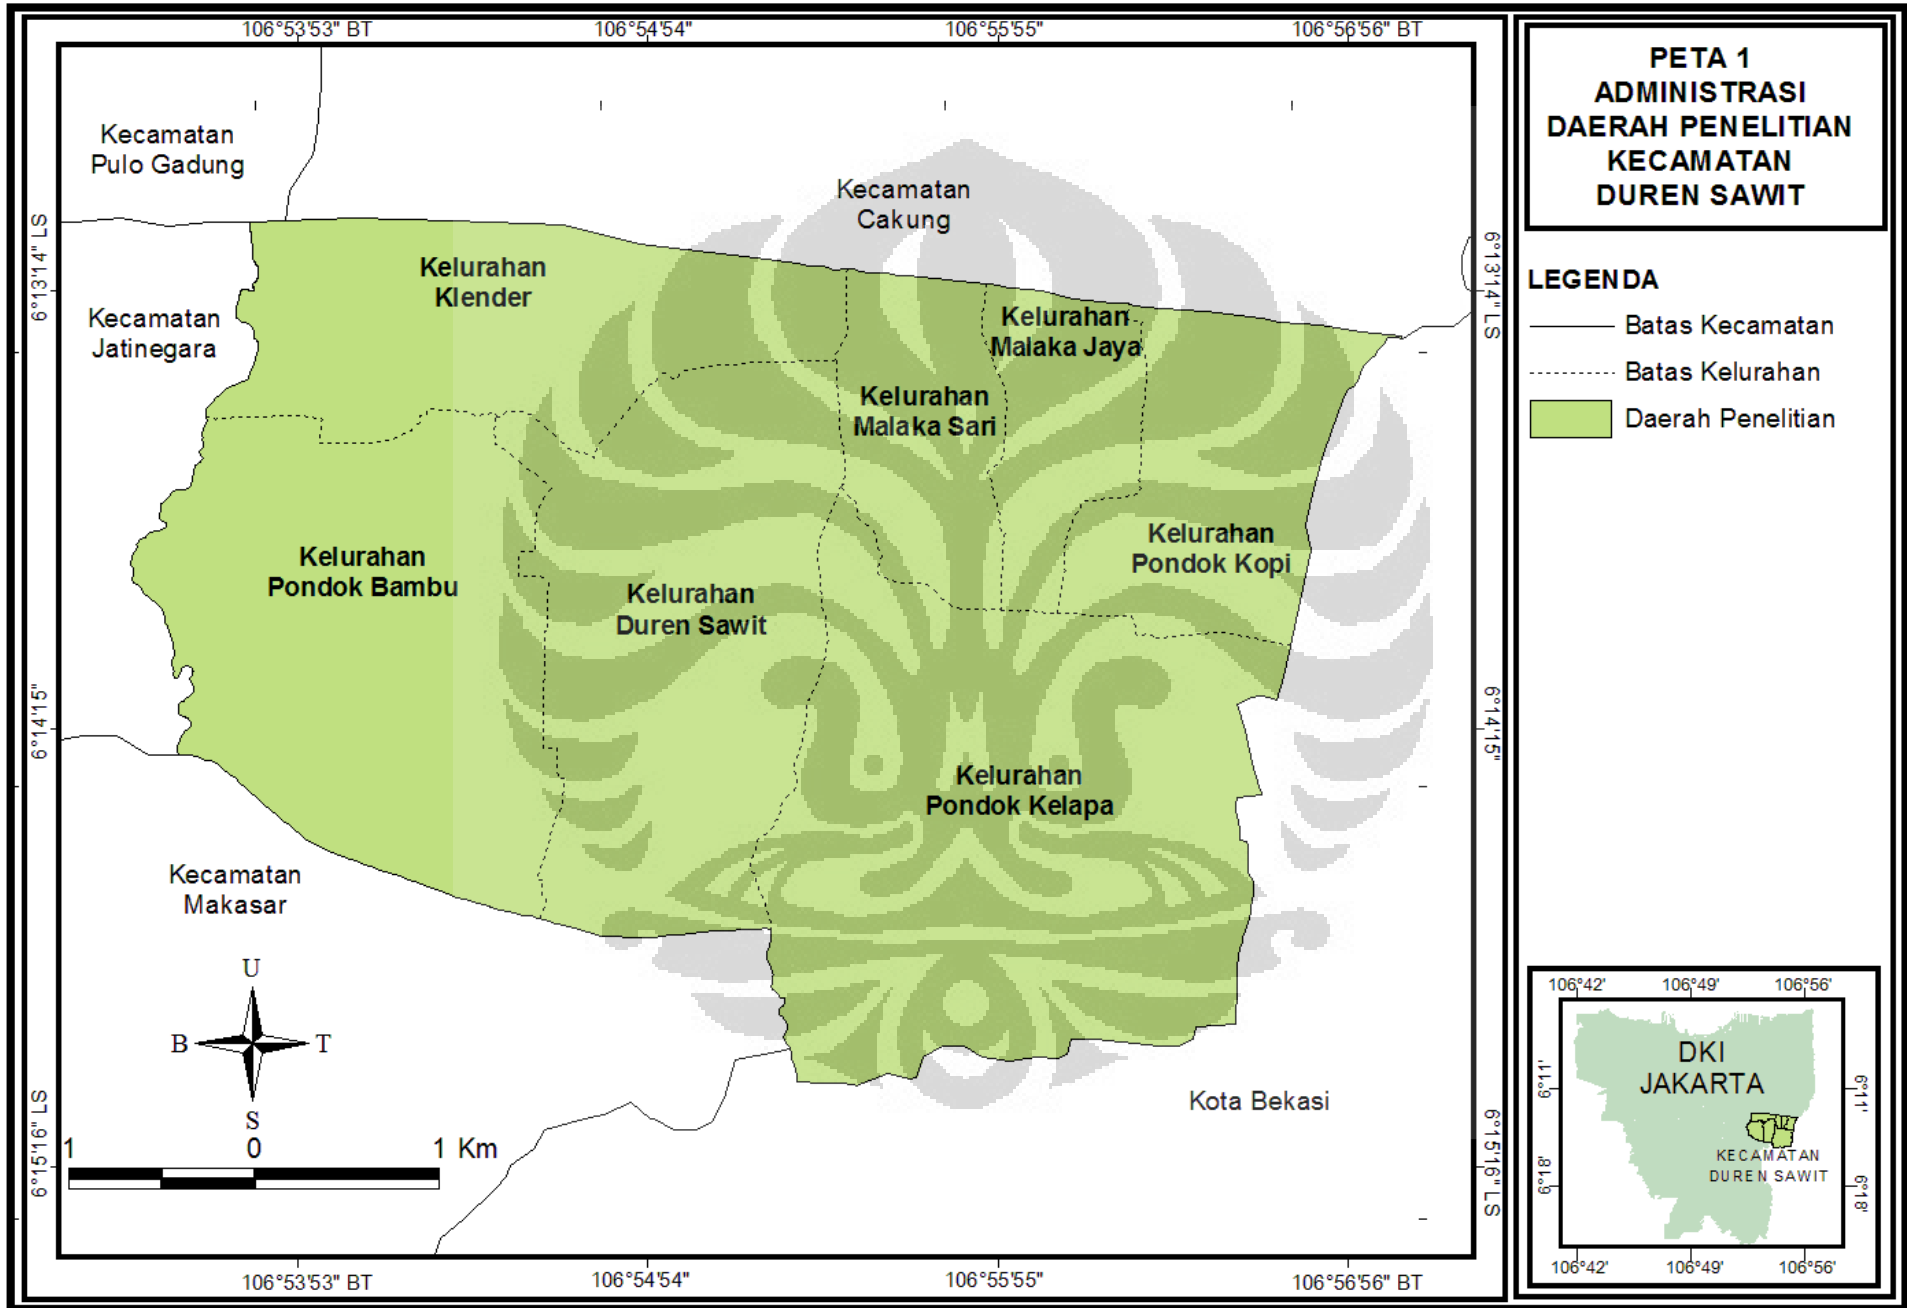 106°53'53" BT
106°54'54"
106°55'55"
106°56'56" BT
PETA 1
ADMINISTRASI
DAERAH PENELITIAN
KECAMATAN
DUREN SAWIT
Kecamatan
Pulo Gadung
Kecamatan
Cakung
6°13'14" LS
6°13'14" LS
Kelurahan
Klender
LEGENDA
Batas Kecamatan
Batas Kelurahan
Daerah Penelitian
Kecamatan
Jatinegara
Kelurahan
Malaka Jaya
Kelurahan
Malaka Sari
Kelurahan
Pondok Kopi
Kelurahan
Pondok Bambu
Kelurahan
Duren Sawit
6°14'15"
6°14'15"
Kelurahan
Pondok Kelapa
Kecamatan
Makasar
U
B T
S
1 0 1 Km
Kota Bekasi
6°15'16" LS
6°15'16" LS
106°53'53" BT
106°54'54"
106°55'55"
106°56'56" BT
106°42' 106°49' 106°56'
DKI
JAKARTA
6°11'
6°11'
KECAMATAN
DUREN SAWIT
6°18'
6°18'
106°42' 106°49' 106°56'